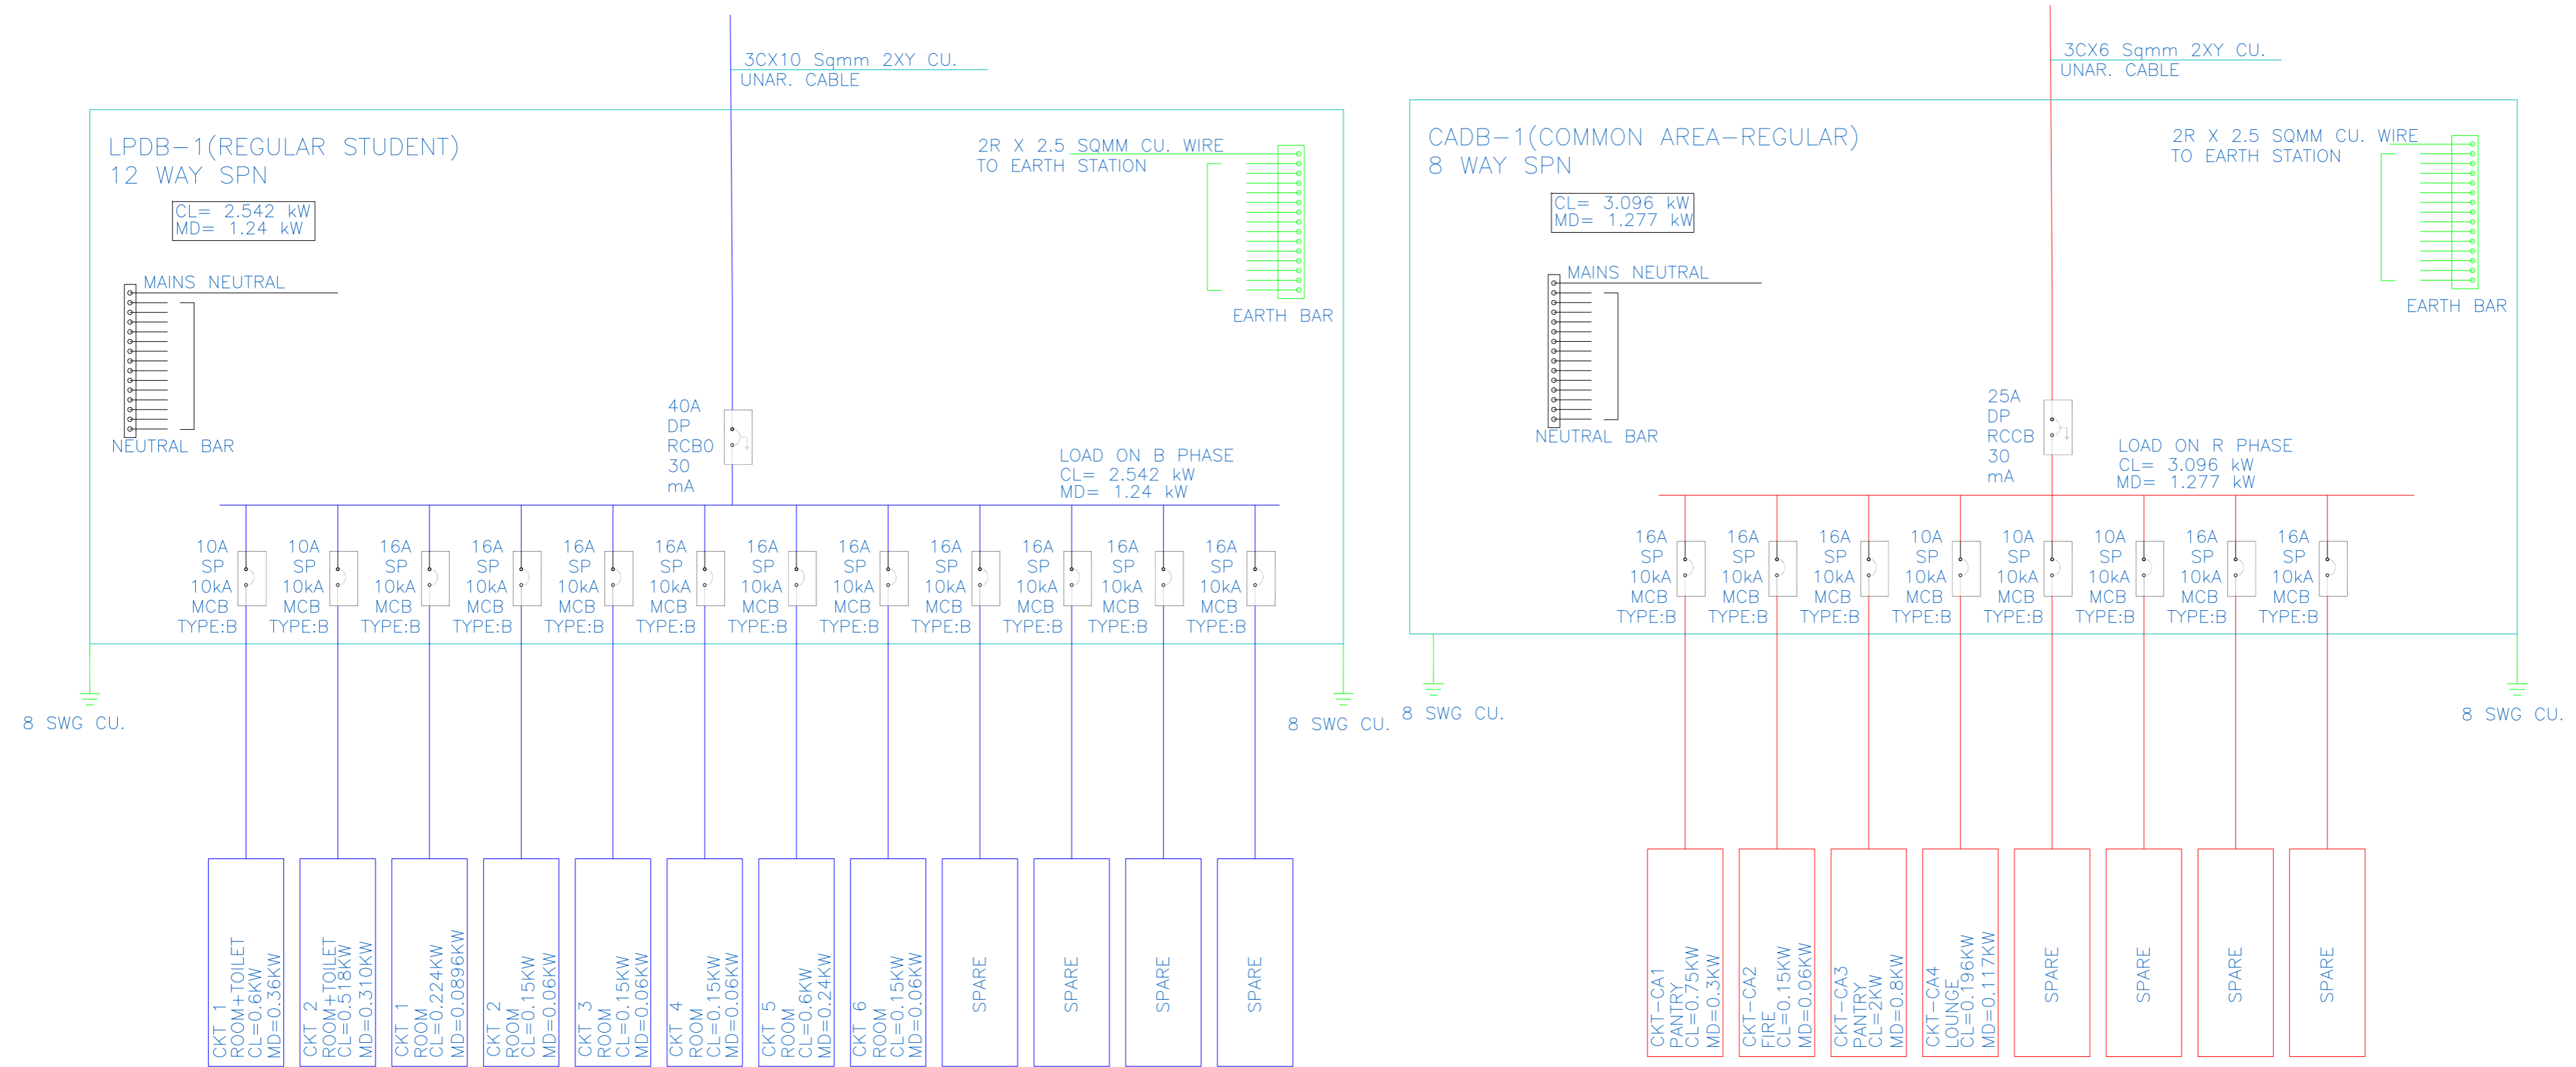 3CX10 Sqmm 2XY CU.
UNAR. CABLE
LPDB-1(REGULAR STUDENT)
12 WAY SPN
CL= 2.542 kW
MD= 1.24 kW
2R X 2.5 SQMM CU. WIRE
TO EARTH STATION
EARTH BAR
MAINS NEUTRAL
NEUTRAL BAR
40A
DP
RCBO
30
mA
LOAD ON B PHASE
CL= 2.542 kW
MD= 1.24 kW
10A
SP
10kA
MCB
TYPE:B
10A
SP
10kA
MCB
TYPE:B
16A
SP
10kA
MCB
TYPE:B
16A
SP
10kA
MCB
TYPE:B
16A
SP
10kA
MCB
TYPE:B
16A
SP
10kA
MCB
TYPE:B
16A
SP
10kA
MCB
TYPE:B
16A
SP
10kA
MCB
TYPE:B
16A
SP
10kA
MCB
TYPE:B
16A
SP
10kA
MCB
TYPE:B
16A
SP
10kA
MCB
TYPE:B
16A
SP
10kA
MCB
TYPE:B
8 SWG CU.
8 SWG CU.
CKT 1
ROOM+TOILET
CL=0.6KW
MD=0.36KW
CKT 2
ROOM+TOILET
CL=0.518KW
MD=0.310KW
CKT 1
ROOM
CL=0.224KW
MD=0.0896KW
CKT 2
ROOM
CL=0.15KW
MD=0.06KW
CKT 3
ROOM
CL=0.15KW
MD=0.06KW
CKT 4
ROOM
CL=0.15KW
MD=0.06KW
CKT 5
ROOM
CL=0.6KW
MD=0.24KW
CKT 6
ROOM
CL=0.15KW
MD=0.06KW
SPARE
SPARE
SPARE
SPARE
3CX6 Sqmm 2XY CU.
UNAR. CABLE
CADB-1(COMMON AREA-REGULAR)
8 WAY SPN
CL= 3.096 kW
MD= 1.277 kW
2R X 2.5 SQMM CU. WIRE
TO EARTH STATION
EARTH BAR
MAINS NEUTRAL
NEUTRAL BAR
25A
DP
RCCB
30
mA
LOAD ON R PHASE
CL= 3.096 kW
MD= 1.277 kW
16A
SP
10kA
MCB
TYPE:B
16A
SP
10kA
MCB
TYPE:B
16A
SP
10kA
MCB
TYPE:B
10A
SP
10kA
MCB
TYPE:B
10A
SP
10kA
MCB
TYPE:B
10A
SP
10kA
MCB
TYPE:B
16A
SP
10kA
MCB
TYPE:B
16A
SP
10kA
MCB
TYPE:B
8 SWG CU.
8 SWG CU.
CKT-CA1
PANTRY
CL=0.75KW
MD=0.3KW
CKT-CA2
FIRE
CL=0.15KW
MD=0.06KW
CKT-CA3
PANTRY
CL=2KW
MD=0.8KW
CKT-CA4
LOUNGE
CL=0.196KW
MD=0.117KW
SPARE
SPARE
SPARE
SPARE